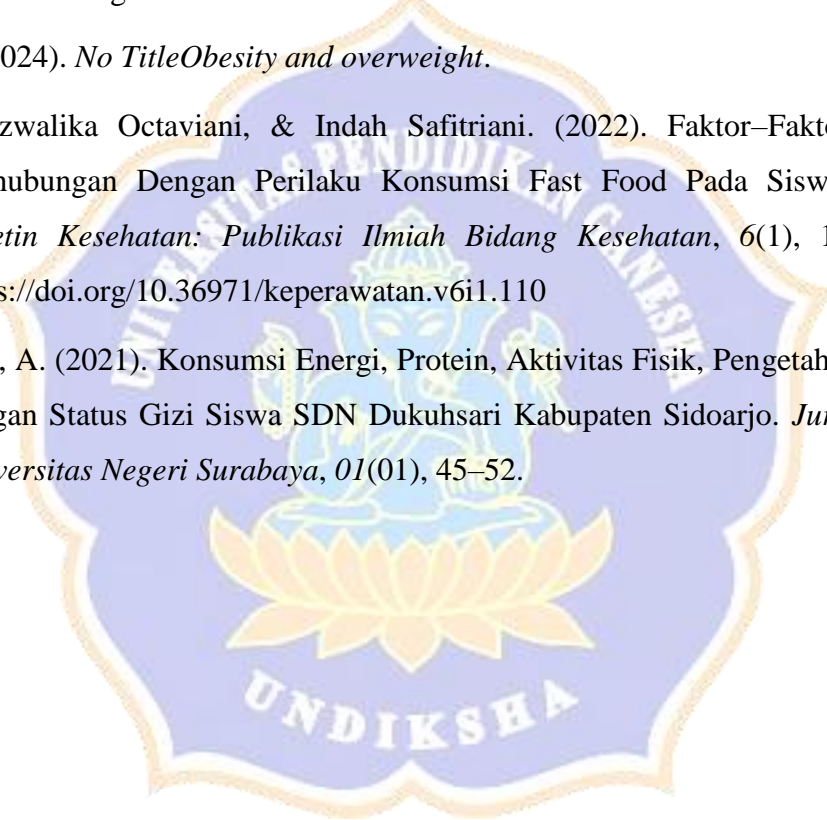 024). No TitleObesity and overweight.
zwalika Octaviani, & Indah Safitriani. (2022). Faktor–Fakto
hubungan Dengan Perilaku Konsumsi Fast Food Pada Sisw
etin Kesehatan: Publikasi Ilmiah Bidang Kesehatan, 6(1), 1
s://doi.org/10.36971/keperawatan.v6i1.110
, A. (2021). Konsumsi Energi, Protein, Aktivitas Fisik, Pengetah
gan Status Gizi Siswa SDN Dukuhsari Kabupaten Sidoarjo. Jur
versitas Negeri Surabaya, 01(01), 45–52.
UNIVERSITAS PENDIDIKAN GANESHA
UNDIKSHA